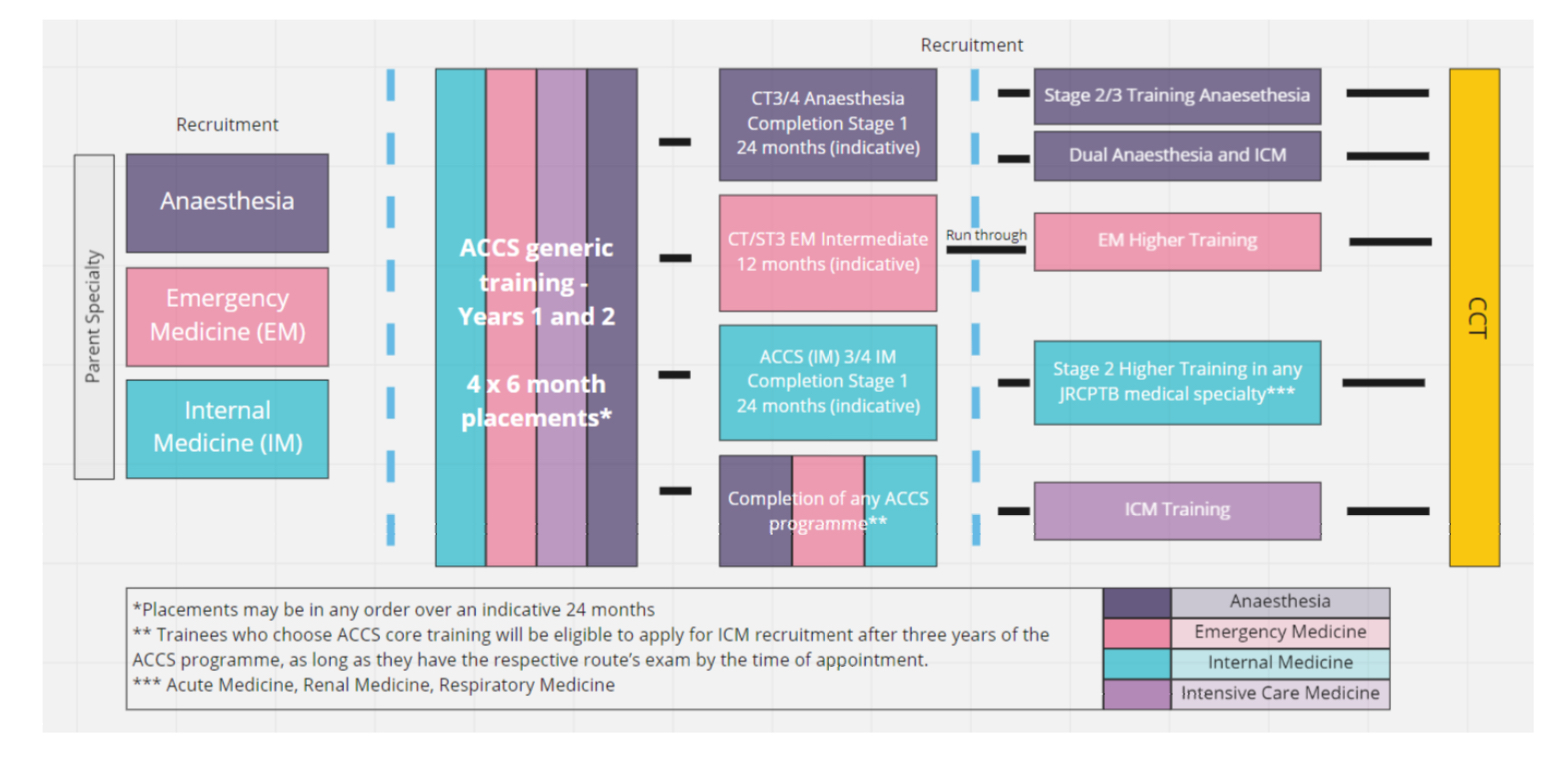 Recruitment
Recruitment
Parent Specialty
Anaesthesia
Emergency
Medicine (EM)
Internal
Medicine (IM)
ACCS generic
training -
Years 1 and 2
4 x 6 month
placements*
CT3/4 Anaesthesia
Completion Stage 1
24 months (indicative)
CT/ST3 EM Intermediate
12 months (indicative)
ACCS (IM) 3/4 IM
Completion Stage 1
24 months (indicative)
Completion of any ACCS
programme**
Run through
Stage 2/3 Training Anaesethesia
Dual Anaesthesia and ICM
EM Higher Training
Stage 2 Higher Training in any
JRCPTB medical specialty***
ICM Training
CCT
*Placements may be in any order over an indicative 24 months
** Trainees who choose ACCS core training will be eligible to apply for ICM recruitment after three years of the
ACCS programme, as long as they have the respective route's exam by the time of appointment.
*** Acute Medicine, Renal Medicine, Respiratory Medicine
Anaesthesia
Emergency Medicine
Internal Medicine
Intensive Care Medicine